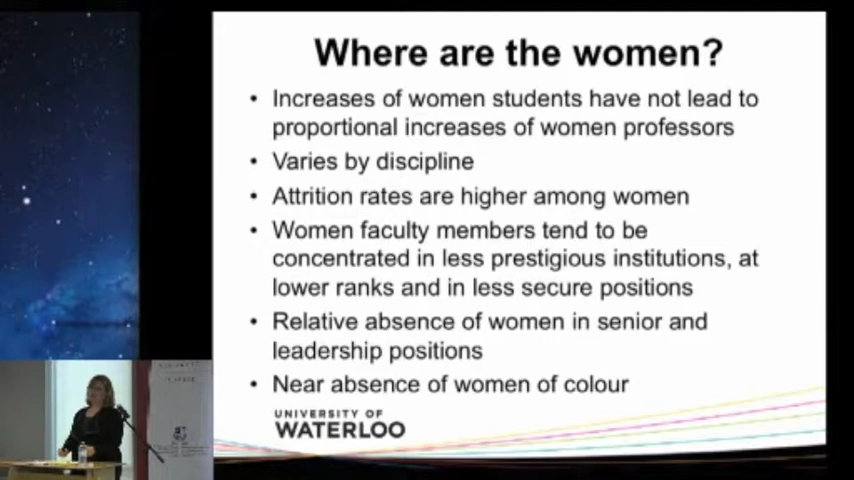 Where are the women?
• Increases of women students have not lead to
proportional increases of women professors
• Varies by discipline
• Attrition rates are higher among women
• Women faculty members tend to be
concentrated in less prestigious institutions, at
lower ranks and in less secure positions
• Relative absence of women in senior and
leadership positions
• Near absence of women of colour
UNIVERSITY OF
WATERLOO